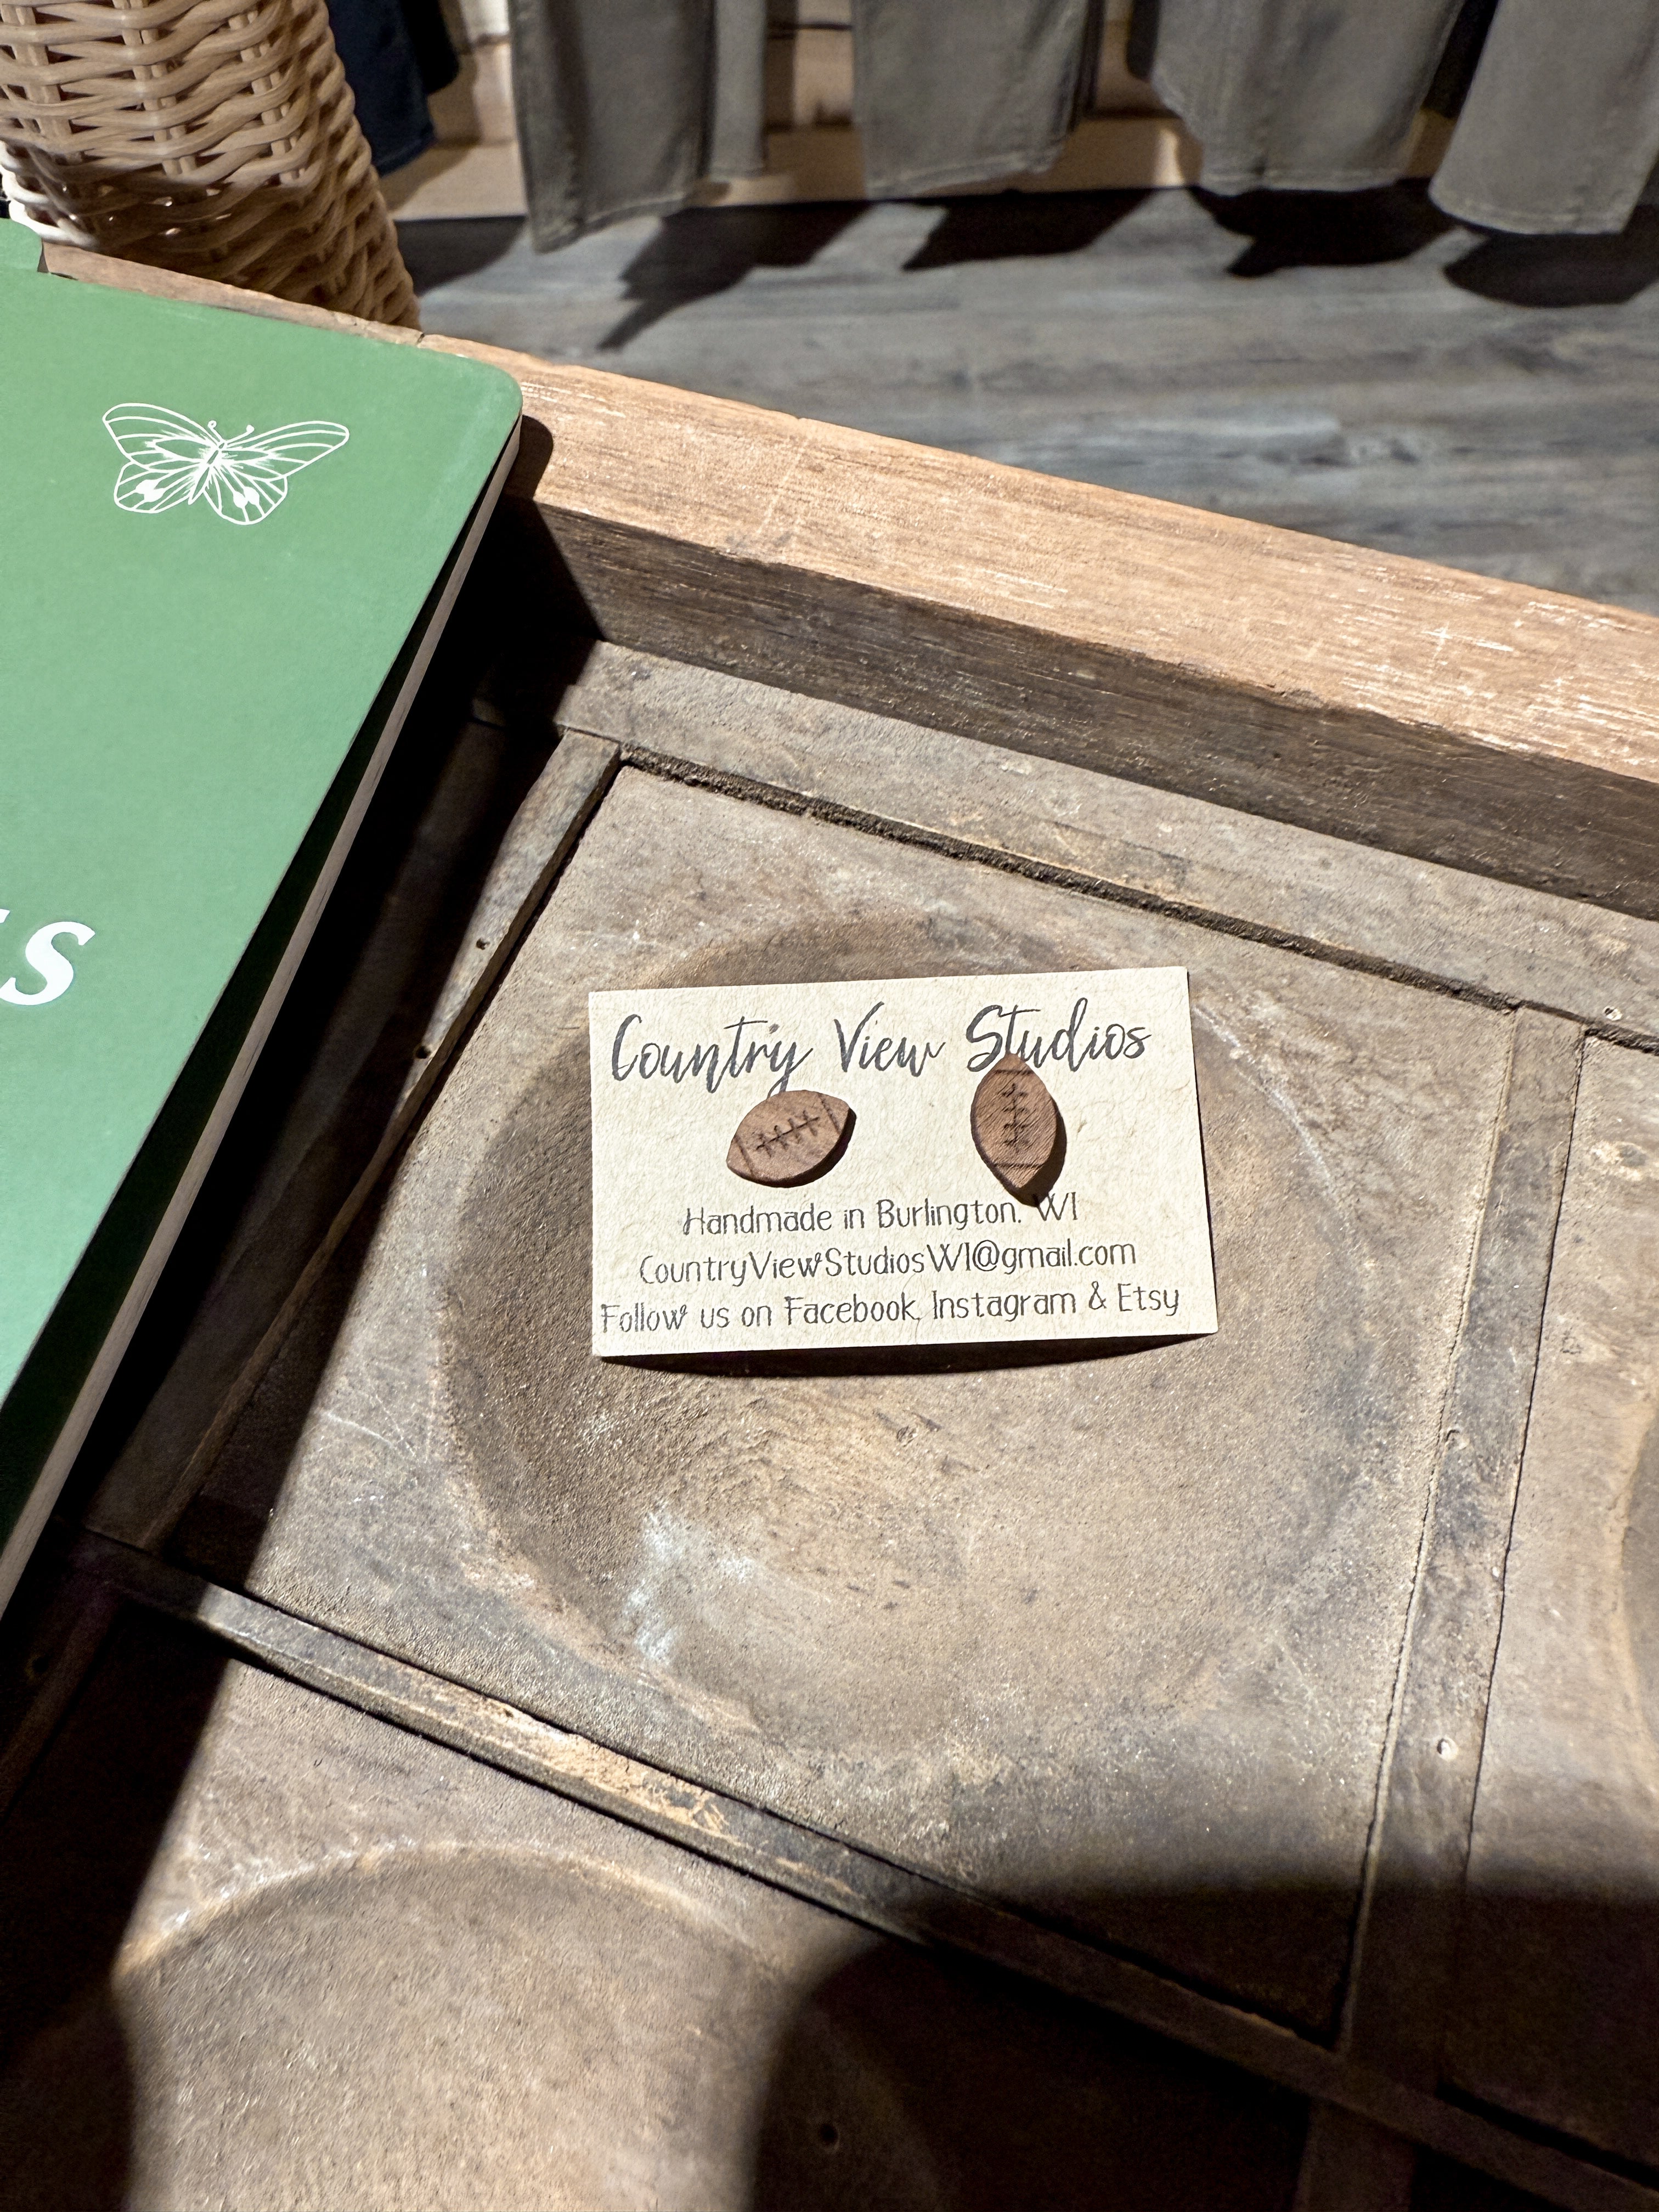 Country View Studios
Handmade in Burlington, WI
CountryViewStudiosWI@gmail.com
Follow us on Facebook, Instagram & Etsy